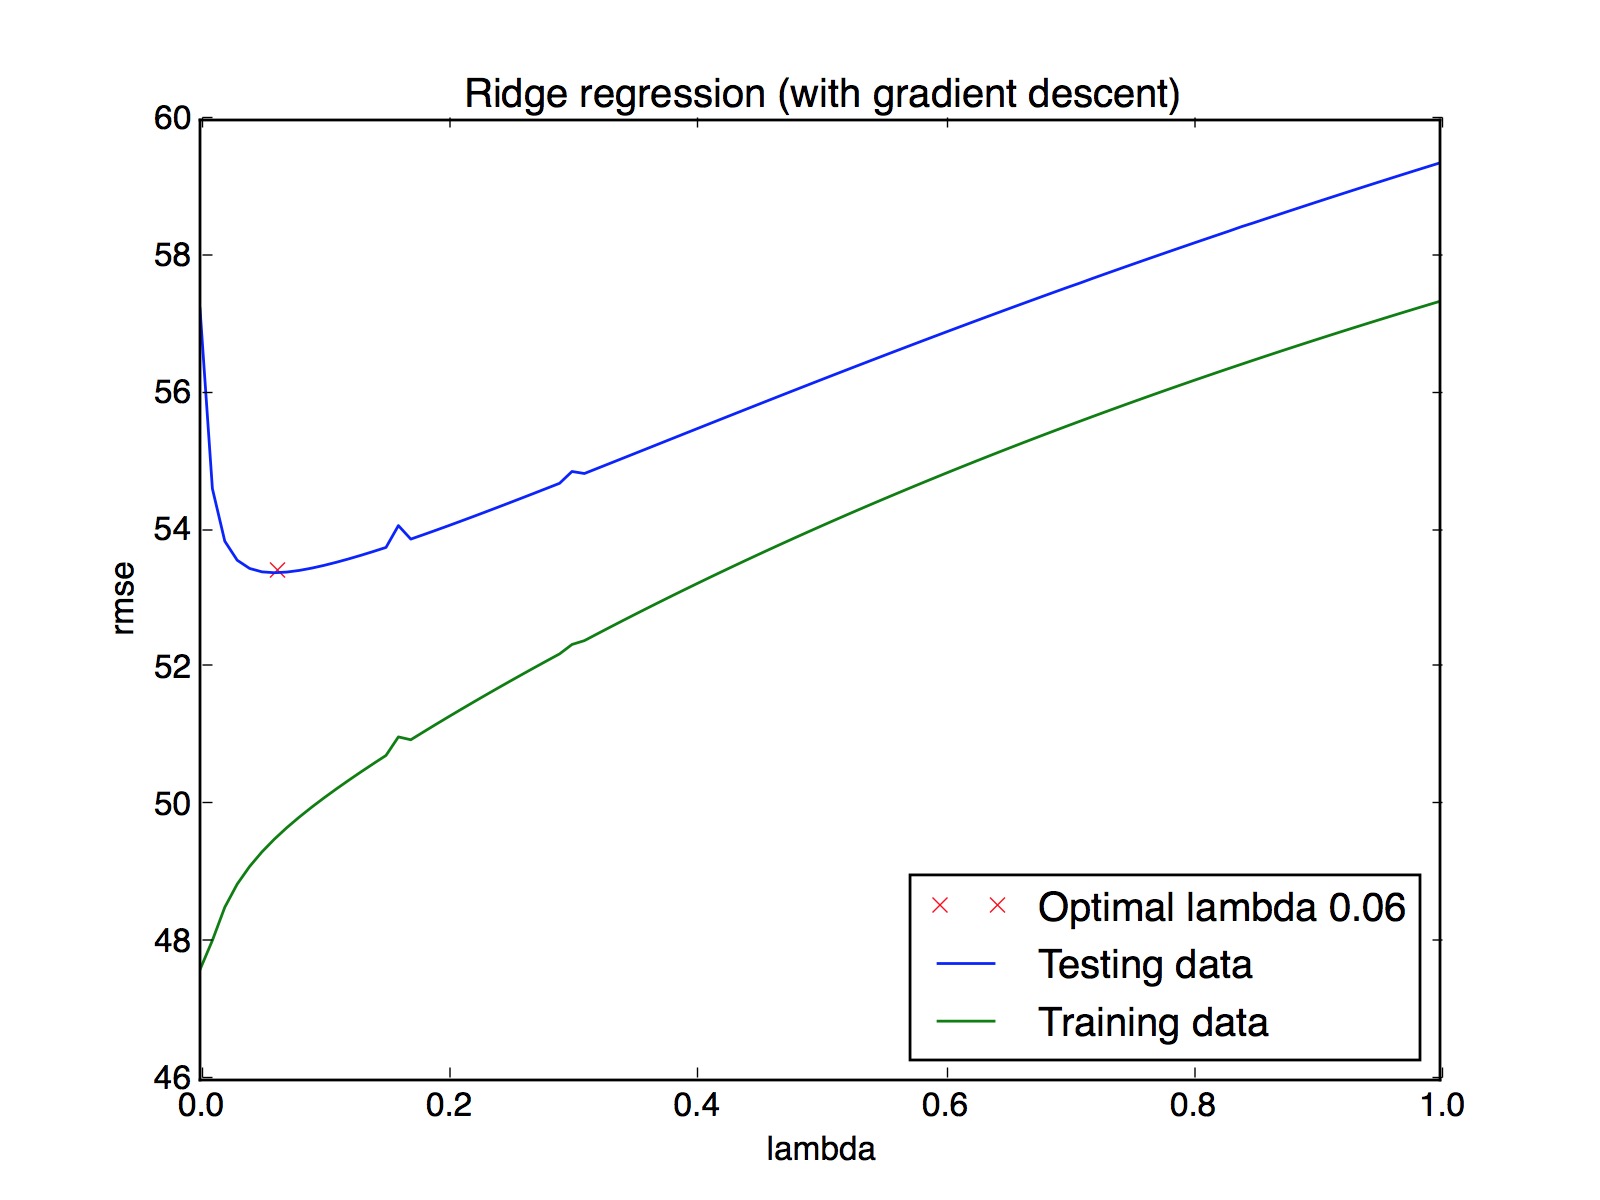 Ridge regression (with gradient descent)
60
58
56
54
52
50
48
46
rmse
0.0 0.2 0.4 0.6 0.8 1.0
lambda
Optimal lambda 0.06
Testing data
Training data